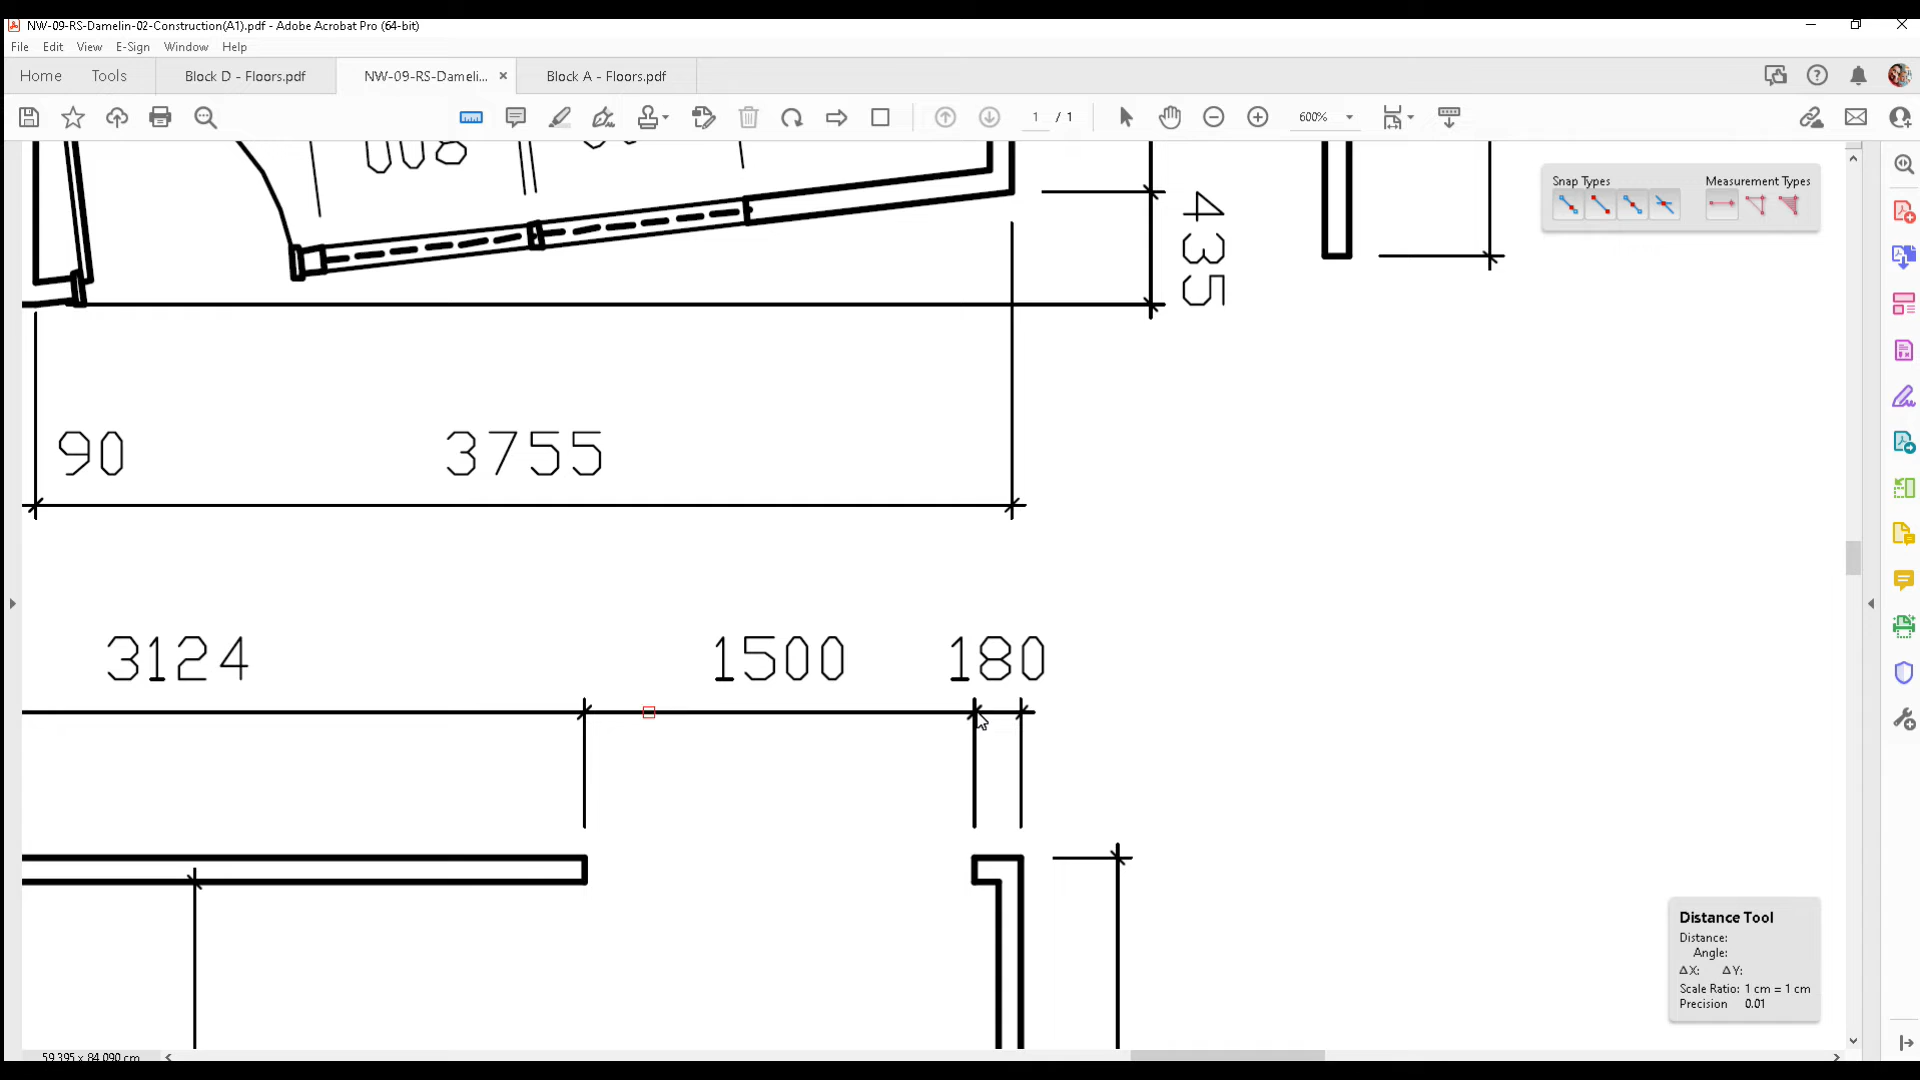 NW-09-RS-Damelin-02-Construction(A1).pdf - Adobe Acrobat Pro (64-bit)
File Edit View E-Sign Window Help
Home Tools Block D - Floors.pdf NW-09-RS-Dameli... Block A - Floors.pdf
1 / 1 600%
Snap Types Measurement Types
800
435
90 3755
3124 1500 180
Distance Tool
Distance:
Angle:
ΔX: ΔY:
Scale Ratio: 1 cm = 1 cm
Precision 0.01
59.395 x 84.090 cm